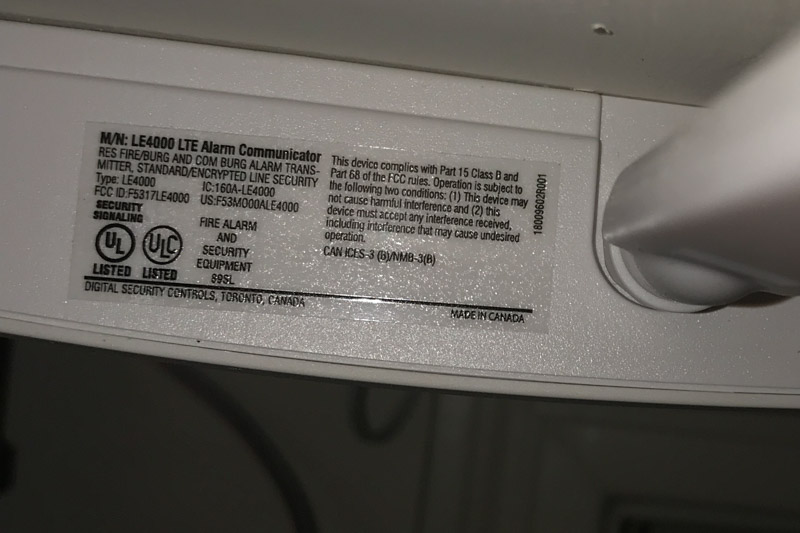 M/N: LE4000 LTE Alarm Communicator
RES FIRE/BURG AND COM BURG ALARM TRANS-
MITTER, STANDARD/ENCRYPTED LINE SECURITY
Type: LE4000 IC:160A-LE4000
FCC ID:F5317LE4000 US:F53MO00ALE4000
SECURITY
SIGNALING
UL ULC
LISTED LISTED
FIRE ALARM
AND
SECURITY
EQUIPMENT
89SL
This device complies with Part 15 Class B and
Part 68 of the FCC rules. Operation is subject to
the following two conditions: (1) This device may
not cause harmful interference and (2) this
device must accept any interference received,
including interference that may cause undesired
operation.
CAN ICES-3 (B)/NMB-3(B)
18009602R001
DIGITAL SECURITY CONTROLS, TORONTO, CANADA
MADE IN CANADA